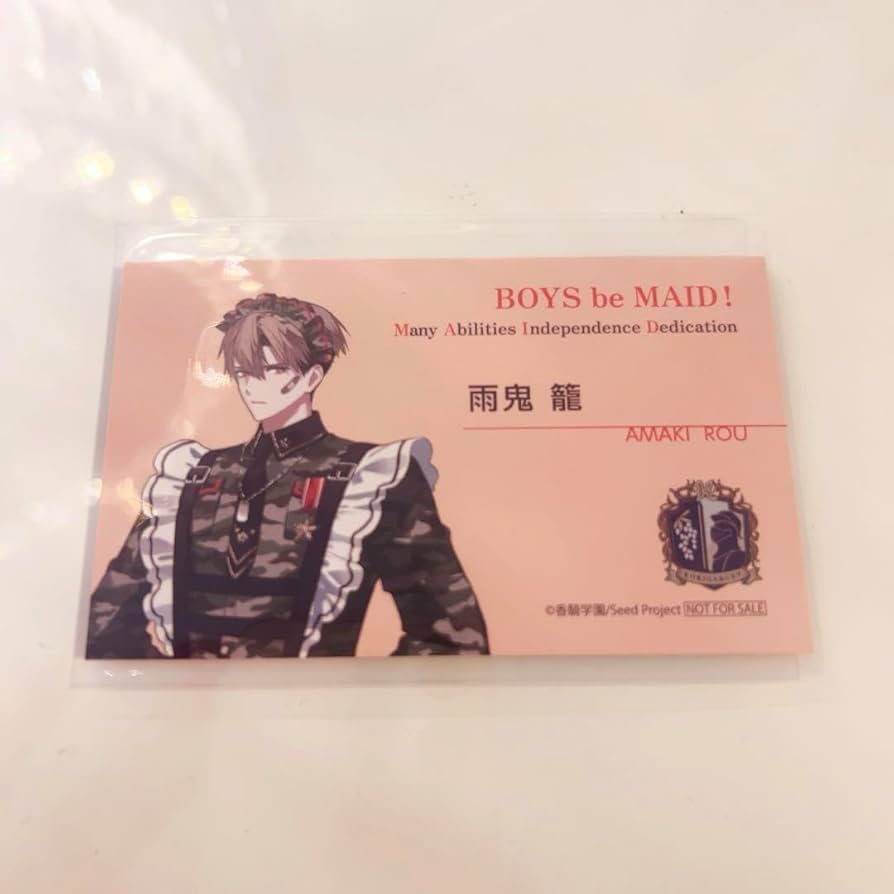 BOYS be MAID!
Many Abilities Independence Dedication
雨鬼 籠
AMAKI ROU
©香騎学園/Seed Project NOT FOR SALE